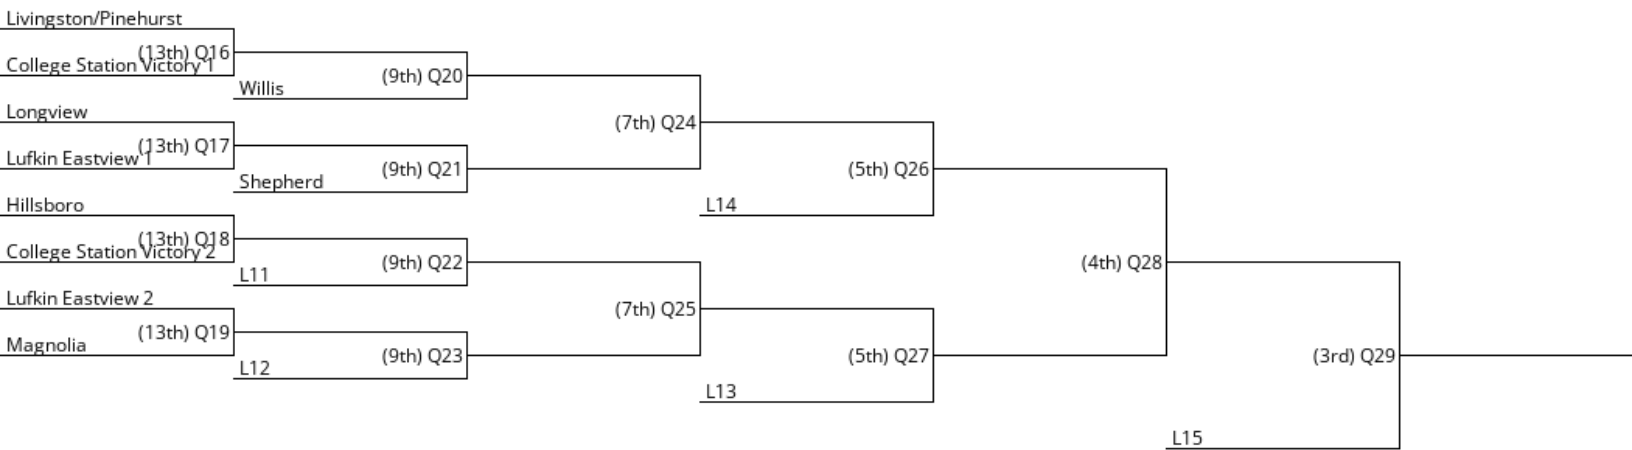 Livingston/Pinehurst
(13th) Q16
College Station Victory 1
Willis
(9th) Q20
Longview
(7th) Q24
(13th) Q17
Lufkin Eastview 1
Shepherd
(9th) Q21
(5th) Q26
Hillsboro
L14
(13th) Q18
College Station Victory 2
L11
(9th) Q22
(4th) Q28
Lufkin Eastview 2
(7th) Q25
(13th) Q19
Magnolia
L12
(9th) Q23
(5th) Q27
(3rd) Q29
L13
L15